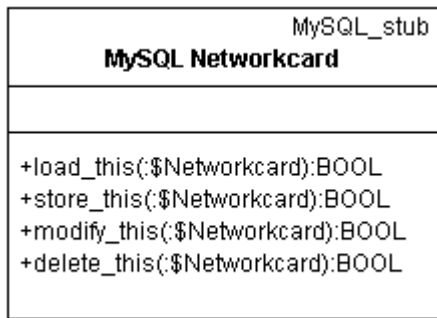 MySQL_stub
MySQL Networkcard
+load_this(:$Networkcard):BOOL
+store_this(:$Networkcard):BOOL
+modify_this(:$Networkcard):BOOL
+delete_this(:$Networkcard):BOOL